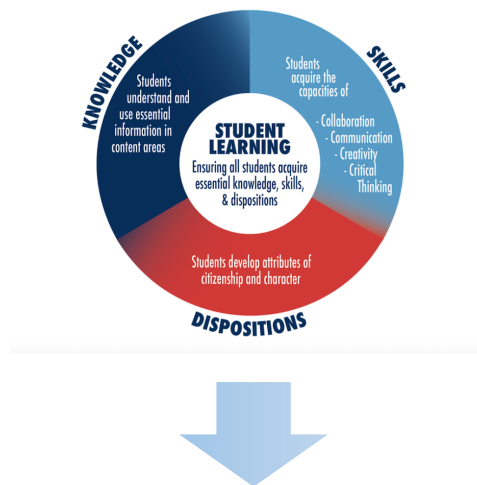 KNOWLEDGE
Students
understand and
use essential
information in
content areas
SKILLS
Students
acquire the
capacities of
- Collaboration
- Communication
- Creativity
- Critical
Thinking
STUDENT
LEARNING
Ensuring all students acquire
essential knowledge, skills,
& dispositions
Students develop attributes of
citizenship and character
DISPOSITIONS